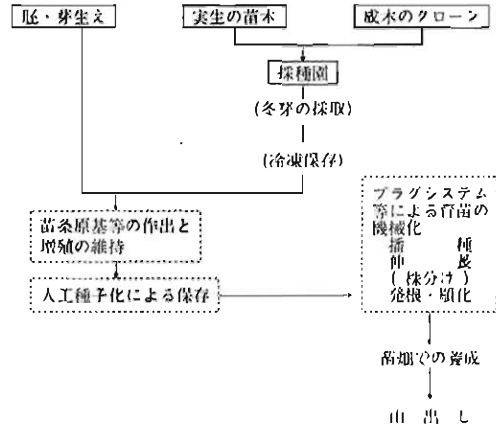 胚・芽生え
実生の苗木
成木のクローン
採種園
(冬芽の採取)
(冷凍保存)
苗条原基等の作出と
増殖の維持
人工種子化による保存
プラグシステム
等による育苗の
機械化
播種
伸長
(株分け)
発根・順化
苗畑での養成
山出し